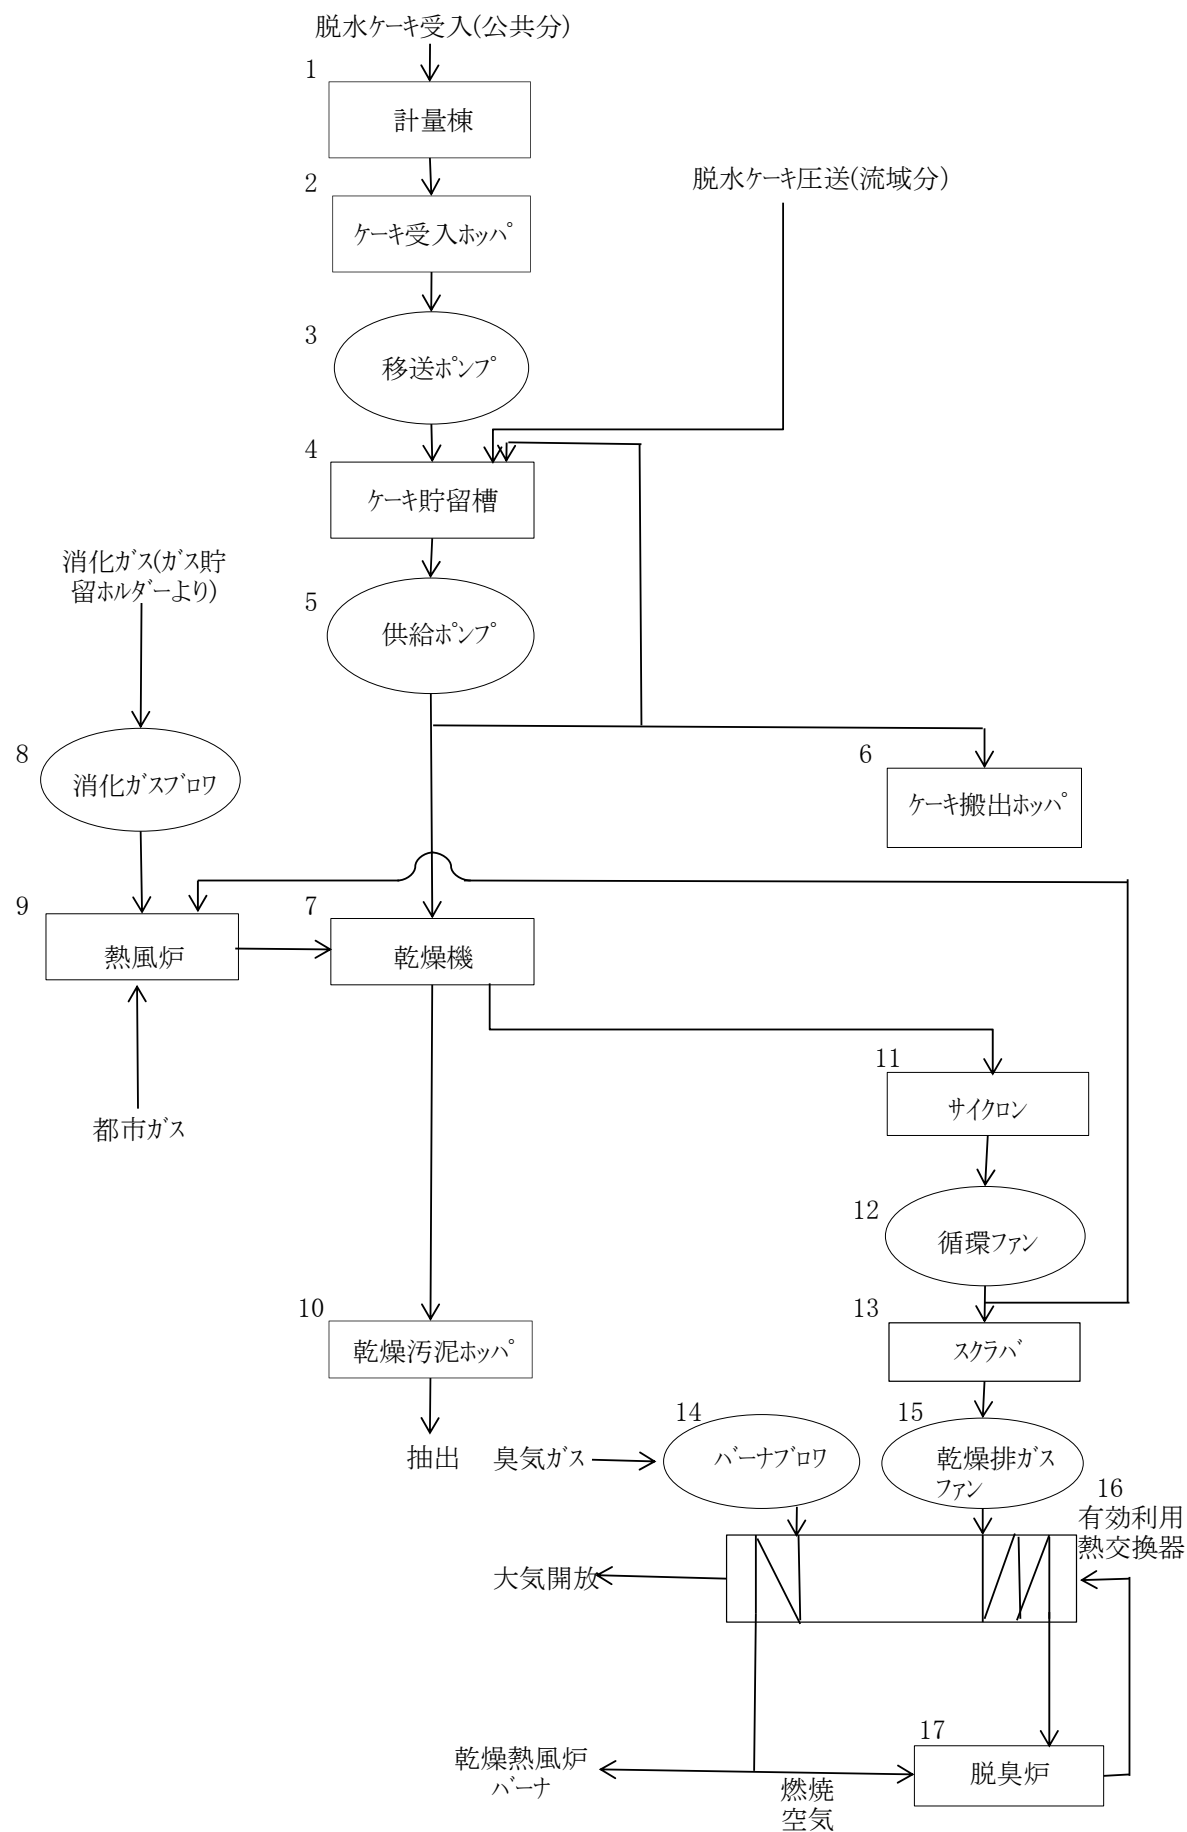 脱水ケーキ受入(公共分)
1
計量棟
2
ケーキ受入ホッパ
脱水ケーキ圧送(流域分)
3
移送ポンプ
4
ケーキ貯留槽
消化ガス(ガス貯
留ホルダーより)
5
供給ポンプ
8
消化ガスブロワ
6
ケーキ搬出ホッパ
9
熱風炉
7
乾燥機
都市ガス
11
サイクロン
12
循環ファン
10
乾燥汚泥ホッパ
13
スクラバ
抽出
臭気ガス
14
バーナブロワ
15
乾燥排ガス
ファン
16
有効利用
熱交換器
大気開放
17
脱臭炉
乾燥熱風炉
バーナ
燃焼
空気